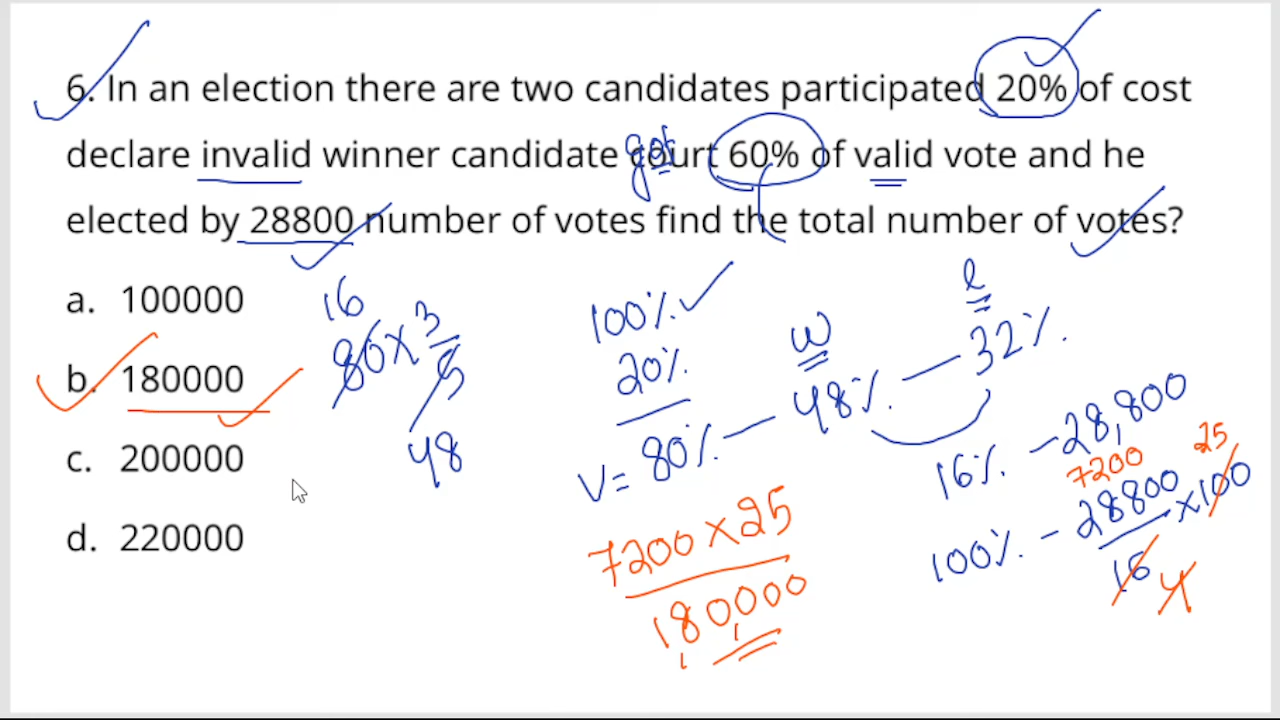 6. In an election there are two candidates participated 20% of cost
declare invalid winner candidate court 60% of valid vote and he
got
elected by 28800 number of votes find the total number of votes?
a. 100000
b. 180000
c. 200000
d. 220000
16
80 × 3/5
48
100%
20%
V = 80% — 48% — 32%
w
l
16% — 28,800
7200 25
100% — 28800/16 × 100
4
7200 × 25
180000